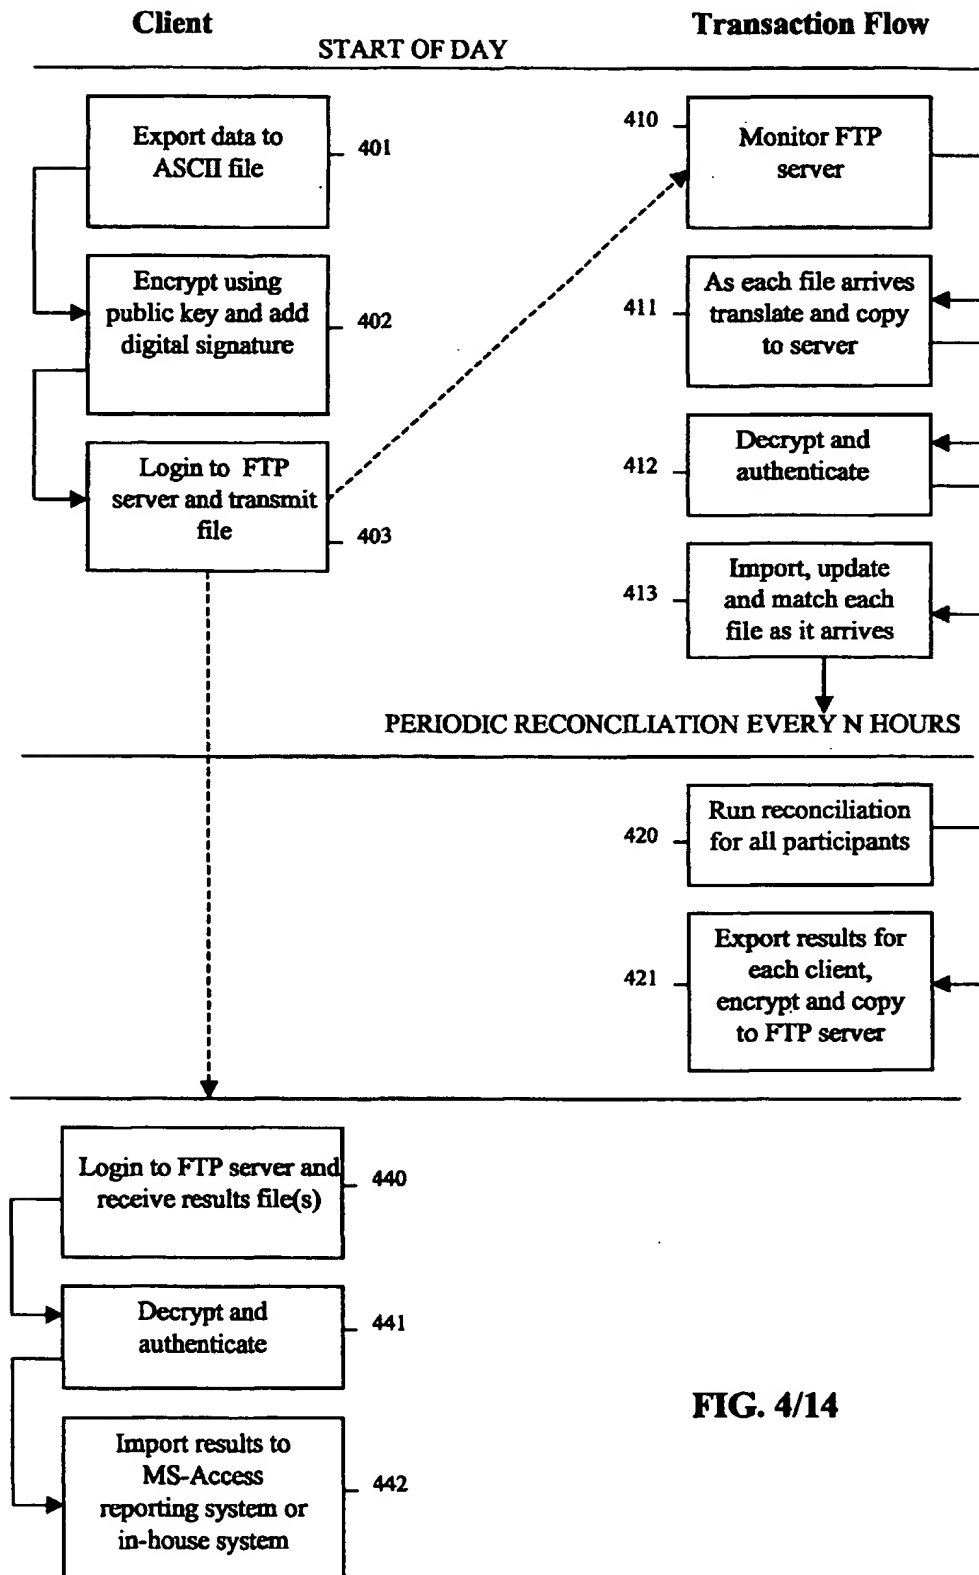 Client
Transaction Flow
START OF DAY
Export data to
ASCII file
401
Encrypt using
public key and add
digital signature
402
Login to FTP
server and transmit
file
403
410
Monitor FTP
server
411
As each file arrives
translate and copy
to server
412
Decrypt and
authenticate
413
Import, update
and match each
file as it arrives
PERIODIC RECONCILIATION EVERY N HOURS
420
Run reconciliation
for all participants
421
Export results for
each client,
encrypt and copy
to FTP server
Login to FTP server and
receive results file(s)
440
Decrypt and
authenticate
441
Import results to
MS-Access
reporting system or
in-house system
442
FIG. 4/14